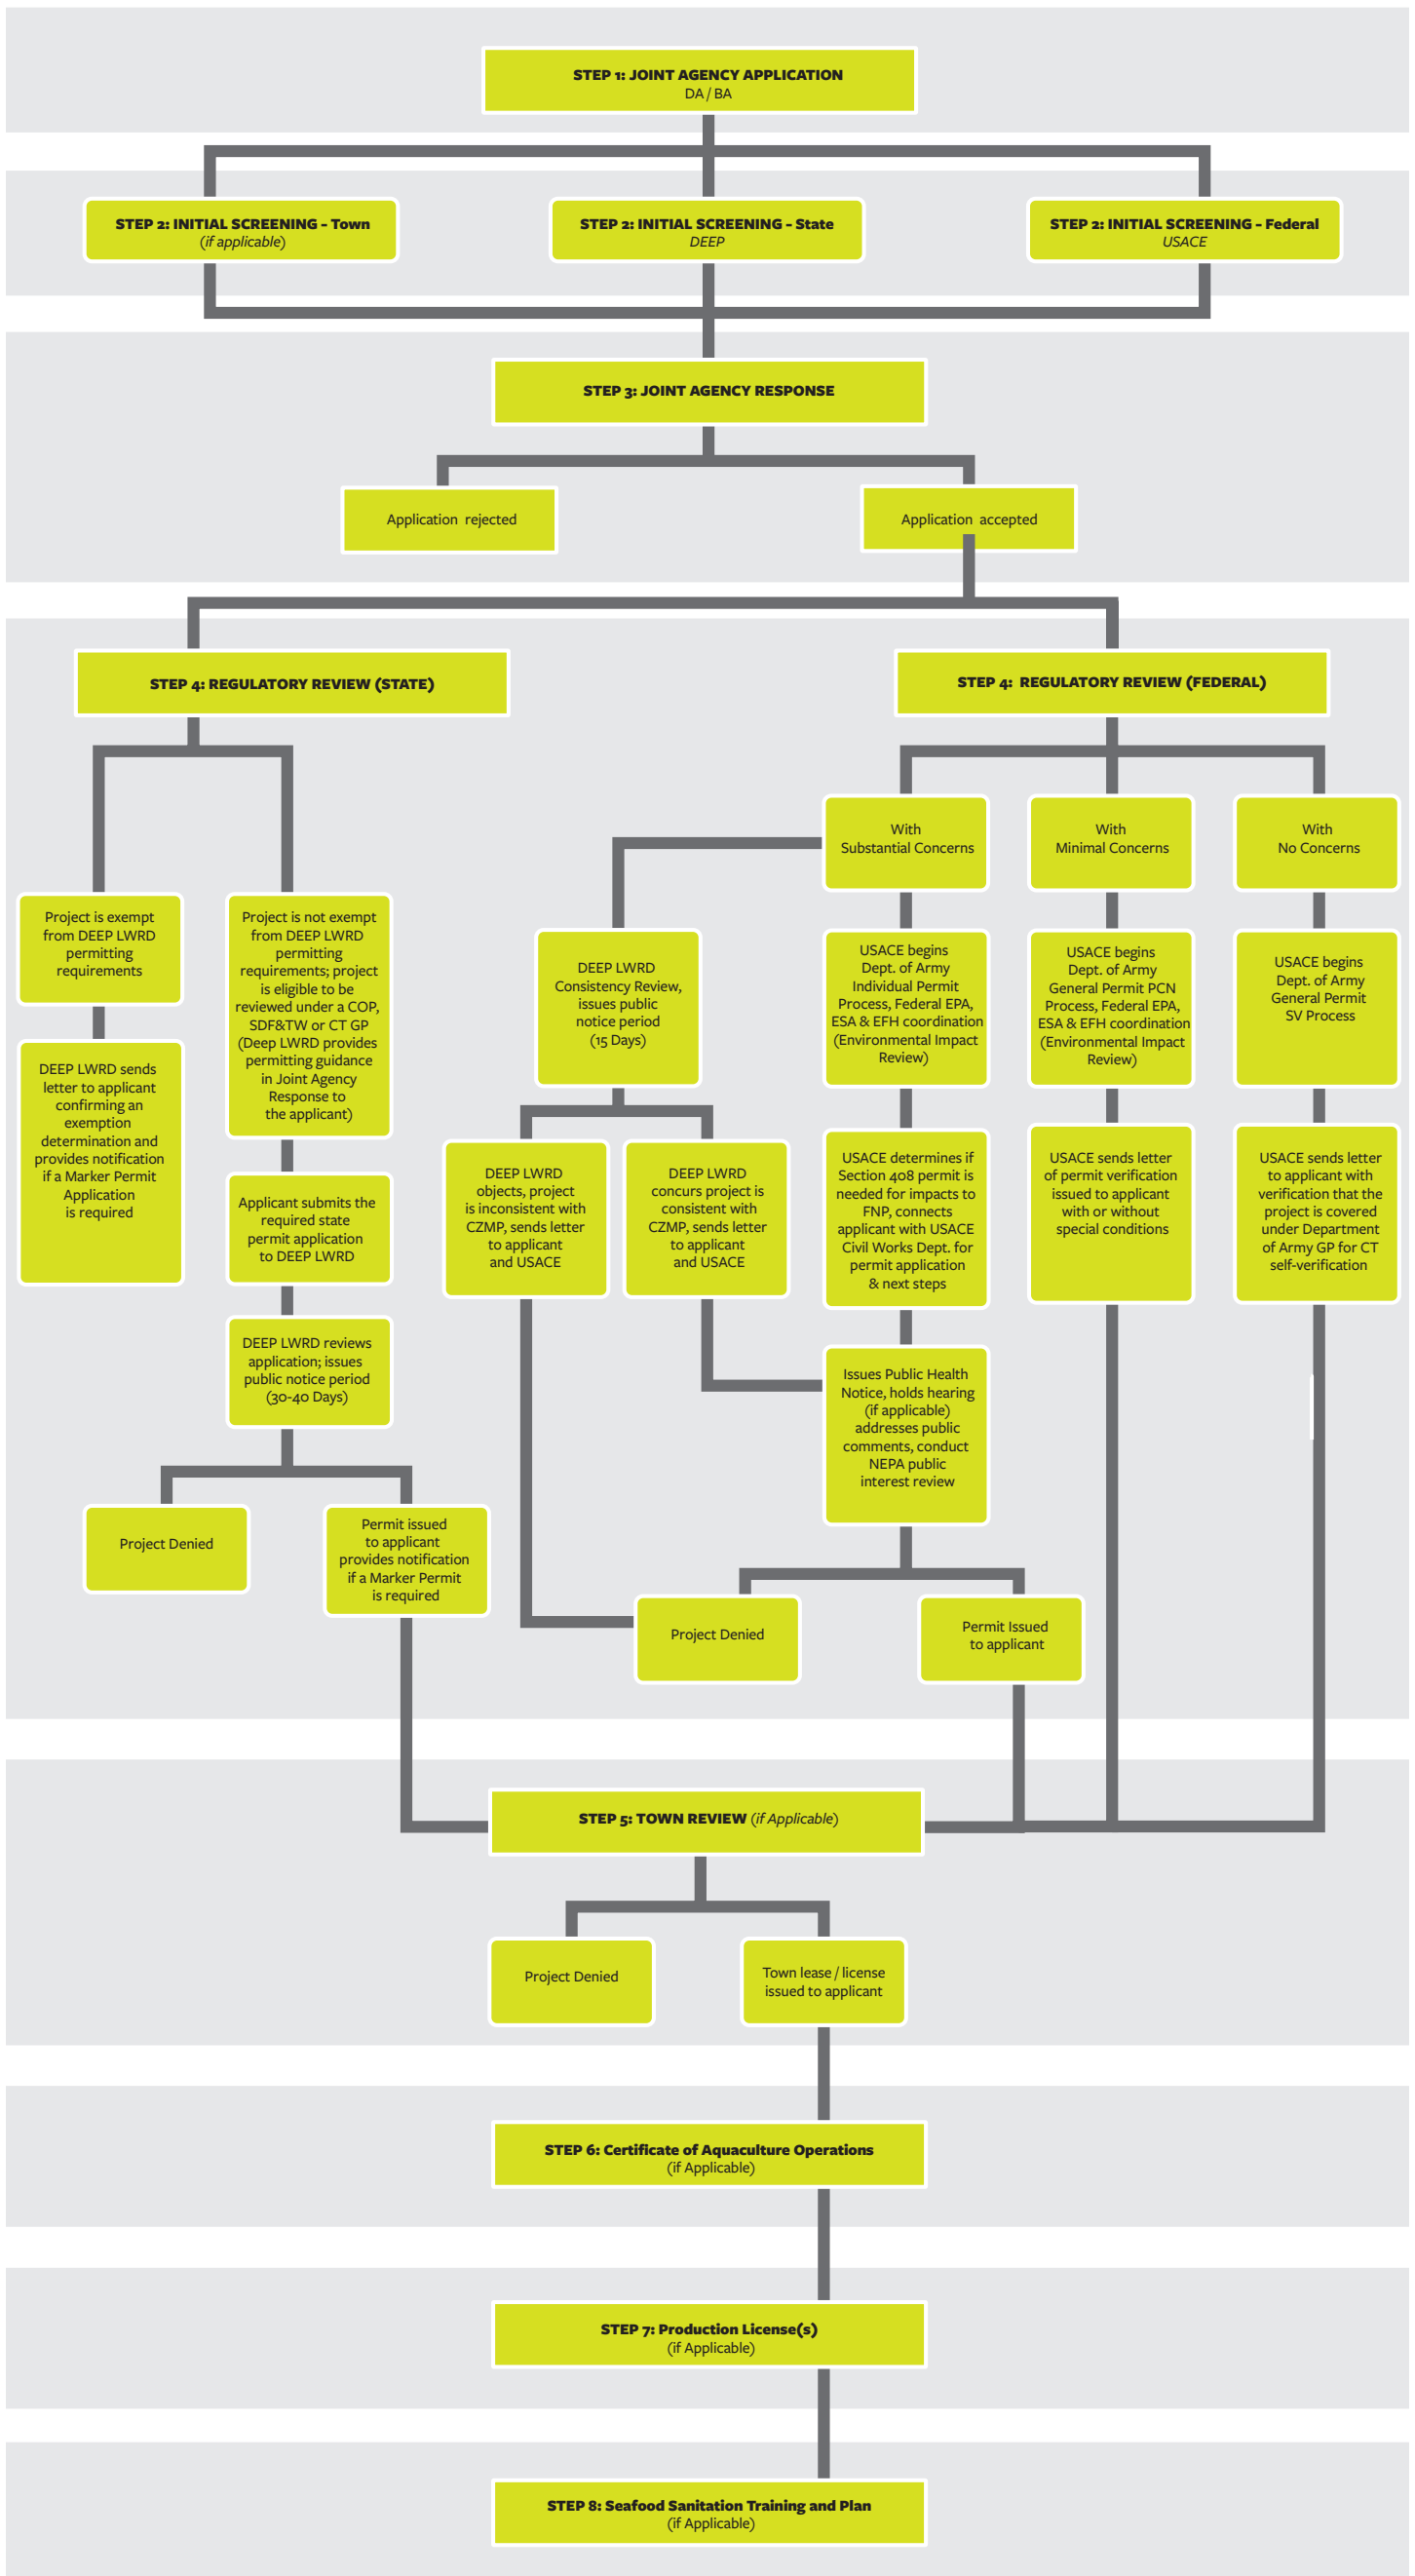 STEP 1: JOINT AGENCY APPLICATION
DA / BA
STEP 2: INITIAL SCREENING – Town
(if applicable)
STEP 2: INITIAL SCREENING – State
DEEP
STEP 2: INITIAL SCREENING – Federal
USACE
STEP 3: JOINT AGENCY RESPONSE
Application rejected
Application accepted
STEP 4: REGULATORY REVIEW (STATE)
STEP 4: REGULATORY REVIEW (FEDERAL)
With
Substantial Concerns
With
Minimal Concerns
With
No Concerns
Project is exempt
from DEEP LWRD
permitting
requirements
DEEP LWRD sends
letter to applicant
confirming an
exemption
determination and
provides notification
if a Marker Permit
Application
is required
Project is not exempt
from DEEP LWRD
permitting
requirements; project
is eligible to be
reviewed under a COP,
SDF&TW or CT GP
(Deep LWRD provides
permitting guidance
in Joint Agency
Response to
the applicant)
Applicant submits the
required state
permit application
to DEEP LWRD
DEEP LWRD reviews
application; issues
public notice period
(30-40 Days)
Project Denied
Permit issued
to applicant
provides notification
if a Marker Permit
is required
DEEP LWRD
Consistency Review,
issues public
notice period
(15 Days)
DEEP LWRD
objects, project
is inconsistent with
CZMP, sends letter
to applicant
and USACE
DEEP LWRD
concurs project is
consistent with
CZMP, sends letter
to applicant
and USACE
USACE begins
Dept. of Army
Individual Permit
Process, Federal EPA,
ESA & EFH coordination
(Environmental Impact
Review)
USACE determines if
Section 408 permit is
needed for impacts to
FNP, connects
applicant with USACE
Civil Works Dept. for
permit application
& next steps
Issues Public Health
Notice, holds hearing
(if applicable)
addresses public
comments, conduct
NEPA public
interest review
Project Denied
Permit Issued
to applicant
USACE begins
Dept. of Army
General Permit PCN
Process, Federal EPA,
ESA & EFH coordination
(Environmental Impact
Review)
USACE sends letter
of permit verification
issued to applicant
with or without
special conditions
USACE begins
Dept. of Army
General Permit
SV Process
USACE sends letter
to applicant with
verification that the
project is covered
under Department
of Army GP for CT
self-verification
STEP 5: TOWN REVIEW (if Applicable)
Project Denied
Town lease / license
issued to applicant
STEP 6: Certificate of Aquaculture Operations
(if Applicable)
STEP 7: Production License(s)
(if Applicable)
STEP 8: Seafood Sanitation Training and Plan
(if Applicable)